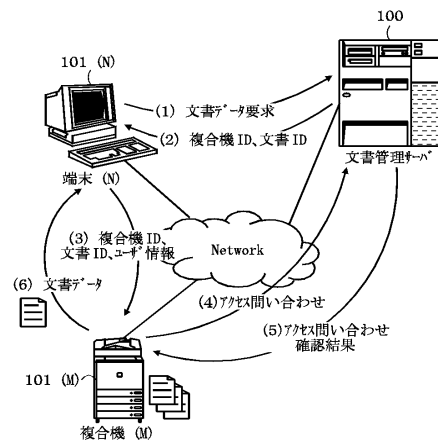 101 (N)
100
(1) 文書ﾃﾞｰﾀ要求
(2) 複合機ID、文書ID
端末 (N)
文書管理ｻｰﾊﾞ
(3) 複合機ID、
文書ID、ﾕｰｻﾞ情報
Network
(6) 文書ﾃﾞｰﾀ
(4)ｱｸｾｽ問い合わせ
(5)ｱｸｾｽ問い合わせ
確認結果
101 (M)
複合機 (M)